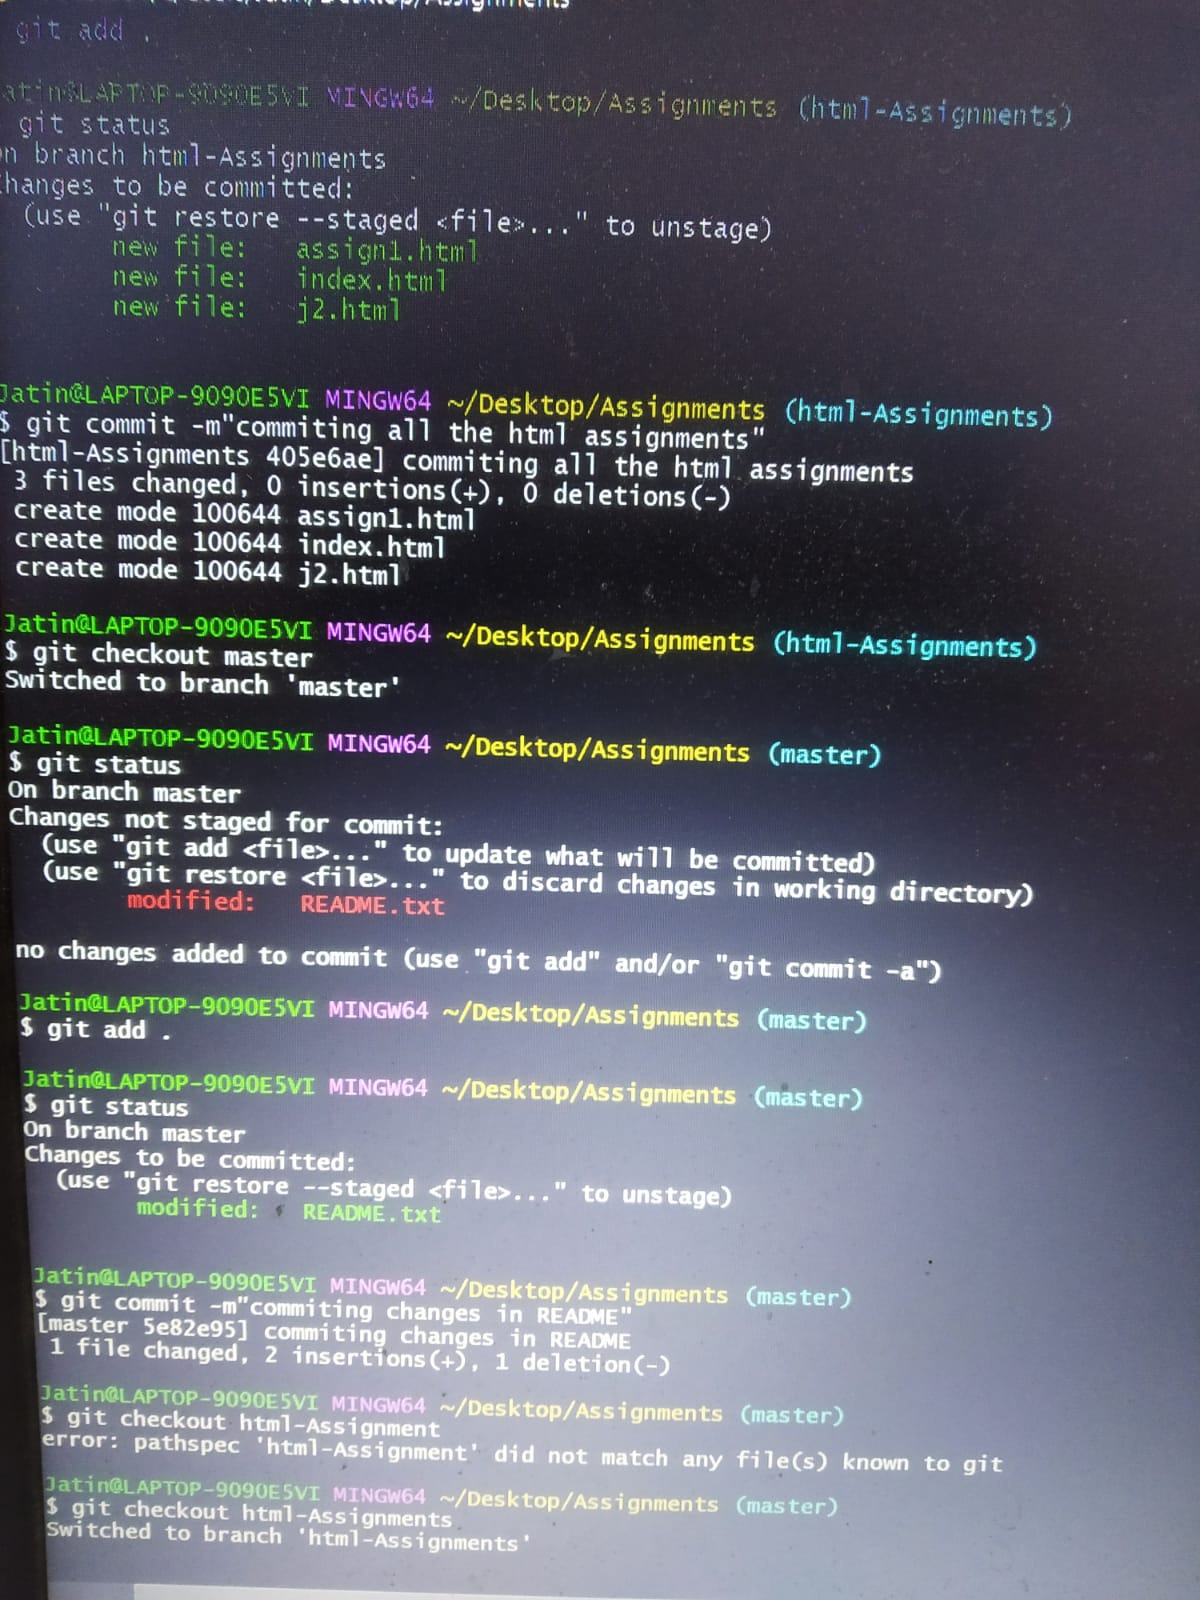 git add .
atin@LAPTOP-9090E5VI MINGW64 ~/Desktop/Assignments (html-Assignments)
git status
n branch html-Assignments
hanges to be committed:
(use "git restore --staged <file>..." to unstage)
new file: assign1.html
new file: index.html
new file: j2.html
Jatin@LAPTOP-9090E5VI MINGW64 ~/Desktop/Assignments (html-Assignments)
$ git commit -m"commiting all the html assignments"
[html-Assignments 405e6ae] commiting all the html assignments
3 files changed, 0 insertions(+), 0 deletions(-)
create mode 100644 assign1.html
create mode 100644 index.html
create mode 100644 j2.html
Jatin@LAPTOP-9090E5VI MINGW64 ~/Desktop/Assignments (html-Assignments)
$ git checkout master
Switched to branch 'master'
Jatin@LAPTOP-9090E5VI MINGW64 ~/Desktop/Assignments (master)
$ git status
On branch master
Changes not staged for commit:
(use "git add <file>..." to update what will be committed)
(use "git restore <file>..." to discard changes in working directory)
modified: README.txt
no changes added to commit (use "git add" and/or "git commit -a")
Jatin@LAPTOP-9090E5VI MINGW64 ~/Desktop/Assignments (master)
$ git add .
Jatin@LAPTOP-9090E5VI MINGW64 ~/Desktop/Assignments (master)
$ git status
On branch master
Changes to be committed:
(use "git restore --staged <file>..." to unstage)
modified: README.txt
Jatin@LAPTOP-9090E5VI MINGW64 ~/Desktop/Assignments (master)
$ git commit -m"commiting changes in README"
[master 5e82e95] commiting changes in README
1 file changed, 2 insertions(+), 1 deletion(-)
Jatin@LAPTOP-9090E5VI MINGW64 ~/Desktop/Assignments (master)
$ git checkout html-Assignment
error: pathspec 'html-Assignment' did not match any file(s) known to git
Jatin@LAPTOP-9090E5VI MINGW64 ~/Desktop/Assignments (master)
$ git checkout html-Assignments
Switched to branch 'html-Assignments'